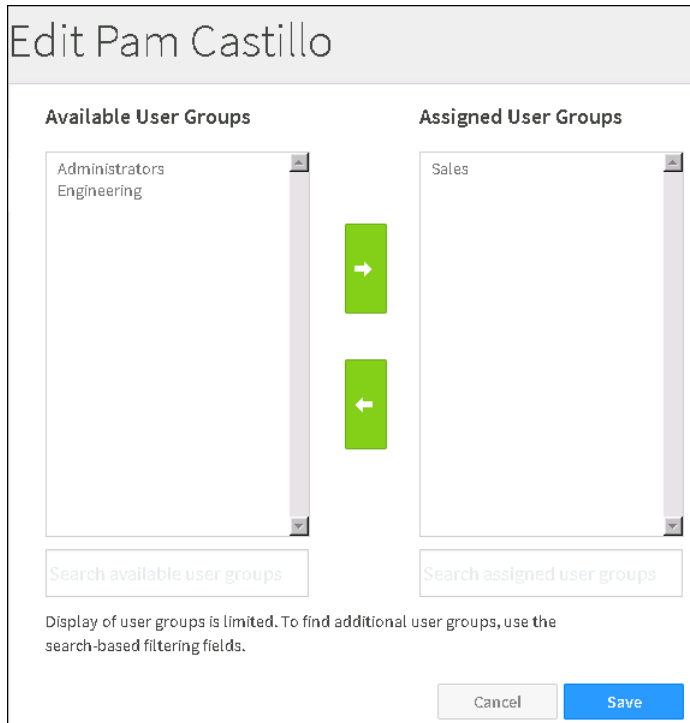 Edit Pam Castillo
Available User Groups
Administrators
Engineering
Search available user groups
Assigned User Groups
Sales
Search assigned user groups
Display of user groups is limited. To find additional user groups, use the
search-based filtering fields.
Cancel
Save